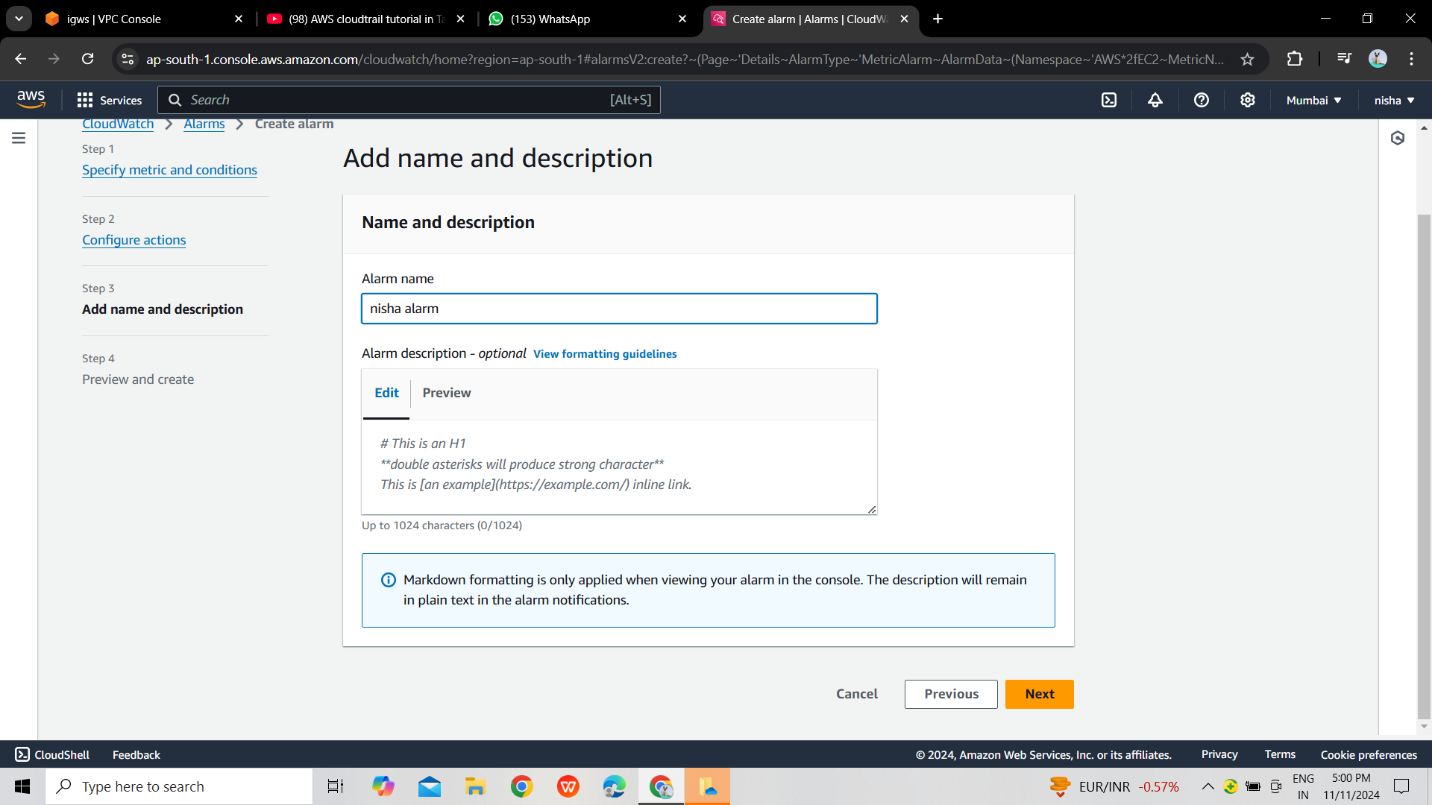 igws | VPC Console
(98) AWS cloudtrail tutorial in Ta
(153) WhatsApp
Create alarm | Alarms | CloudWa
ap-south-1.console.aws.amazon.com/cloudwatch/home?region=ap-south-1#alarmsV2:create?~(Page~'Details~AlarmType~'MetricAlarm~AlarmData~(Namespace~'AWS*2fEC2~MetricN...
aws
Services
Search
[Alt+S]
Mumbai
nisha
CloudWatch
Alarms
Create alarm
Step 1
Specify metric and conditions
Step 2
Configure actions
Step 3
Add name and description
Step 4
Preview and create
Add name and description
Name and description
Alarm name
nisha alarm
Alarm description - optional View formatting guidelines
Edit
Preview
# This is an H1
**double asterisks will produce strong character**
This is [an example](https://example.com/) inline link.
Up to 1024 characters (0/1024)
Markdown formatting is only applied when viewing your alarm in the console. The description will remain
in plain text in the alarm notifications.
Cancel
Previous
Next
CloudShell
Feedback
© 2024, Amazon Web Services, Inc. or its affiliates.
Privacy
Terms
Cookie preferences
Type here to search
EUR/INR -0.57%
ENG
IN
5:00 PM
11/11/2024